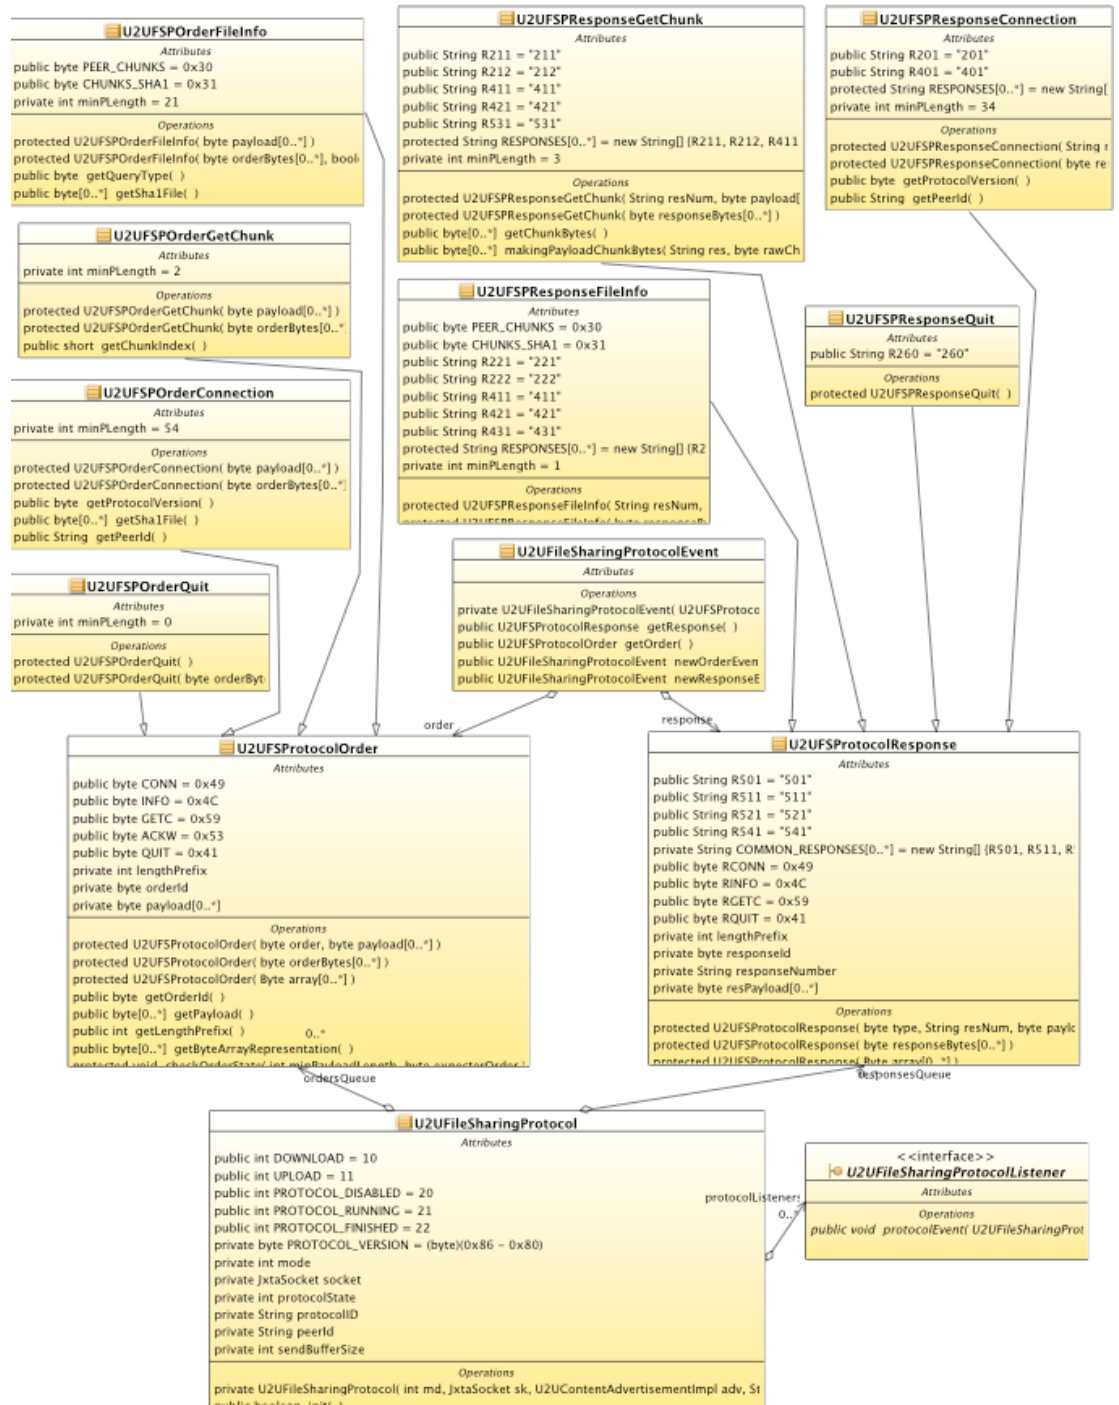 U2UFSPOrderFileInfo
Attributes
public byte PEER_CHUNKS = 0x30
public byte CHUNKS_SHA1 = 0x31
private int minPLength = 21
Operations
protected U2UFSPOrderFileInfo( byte payload[0..*] )
protected U2UFSPOrderFileInfo( byte orderBytes[0..*], bool
public byte getQueryType( )
public byte[0..*] getSha1File( )
U2UFSPResponseGetChunk
Attributes
public String R211 = "211"
public String R212 = "212"
public String R411 = "411"
public String R421 = "421"
public String R531 = "531"
protected String RESPONSES[0..*] = new String[] {R211, R212, R411
private int minPLength = 3
Operations
protected U2UFSPResponseGetChunk( String resNum, byte payload[
protected U2UFSPResponseGetChunk( byte responseBytes[0..*] )
public byte[0..*] getChunkBytes( )
public byte[0..*] makingPayloadChunkBytes( String res, byte rawCh
U2UFSPResponseConnection
Attributes
public String R201 = "201"
public String R401 = "401"
protected String RESPONSES[0..*] = new String[
private int minPLength = 34
Operations
protected U2UFSPResponseConnection( String r
protected U2UFSPResponseConnection( byte re
public byte getProtocolVersion( )
public String getPeerId( )
U2UFSPOrderGetChunk
Attributes
private int minPLength = 2
Operations
protected U2UFSPOrderGetChunk( byte payload[0..*] )
protected U2UFSPOrderGetChunk( byte orderBytes[0..*
public short getChunkIndex( )
U2UFSPResponseFileInfo
Attributes
public byte PEER_CHUNKS = 0x30
public byte CHUNKS_SHA1 = 0x31
public String R221 = "221"
public String R222 = "222"
public String R411 = "411"
public String R421 = "421"
public String R431 = "431"
protected String RESPONSES[0..*] = new String[] {R2
private int minPLength = 1
Operations
protected U2UFSPResponseFileInfo( String resNum,
protected U2UFSPResponseFileInfo( byte responseB
U2UFSPResponseQuit
Attributes
public String R260 = "260"
Operations
protected U2UFSPResponseQuit( )
U2UFSPOrderConnection
Attributes
private int minPLength = 54
Operations
protected U2UFSPOrderConnection( byte payload[0..*] )
protected U2UFSPOrderConnection( byte orderBytes[0..*]
public byte getProtocolVersion( )
public byte[0..*] getSha1File( )
public String getPeerId( )
U2UFSPOrderQuit
Attributes
private int minPLength = 0
Operations
protected U2UFSPOrderQuit( )
protected U2UFSPOrderQuit( byte orderByt
U2UFileSharingProtocolEvent
Attributes
Operations
private U2UFileSharingProtocolEvent( U2UFSProtoco
public U2UFSProtocolResponse getResponse( )
public U2UFSProtocolOrder getOrder( )
public U2UFileSharingProtocolEvent newOrderEven
public U2UFileSharingProtocolEvent newResponseE
order
response
U2UFSProtocolOrder
Attributes
public byte CONN = 0x49
public byte INFO = 0x4C
public byte GETC = 0x59
public byte ACKW = 0x53
public byte QUIT = 0x41
private int lengthPrefix
private byte orderId
private byte payload[0..*]
Operations
protected U2UFSProtocolOrder( byte order, byte payload[0..*] )
protected U2UFSProtocolOrder( byte orderBytes[0..*] )
protected U2UFSProtocolOrder( Byte array[0..*] )
public byte getOrderId( )
public byte[0..*] getPayload( )
public int getLengthPrefix( )
0..*
public byte[0..*] getByteArrayRepresentation( )
protected void checkOrderState( int minPayloadLength, byte expectorOrder )
ordersQueue
U2UFSProtocolResponse
Attributes
public String R501 = "501"
public String R511 = "511"
public String R521 = "521"
public String R541 = "541"
private String COMMON_RESPONSES[0..*] = new String[] {R501, R511, R
public byte RCONN = 0x49
public byte RINFO = 0x4C
public byte RGETC = 0x59
public byte RQUIT = 0x41
private int lengthPrefix
private byte responseId
private String responseNumber
private byte resPayload[0..*]
Operations
protected U2UFSProtocolResponse( byte type, String resNum, byte paylc
protected U2UFSProtocolResponse( byte responseBytes[0..*] )
protected U2UFSProtocolResponse( Byte array[0..*] )
responsesQueue
U2UFileSharingProtocol
Attributes
public int DOWNLOAD = 10
public int UPLOAD = 11
public int PROTOCOL_DISABLED = 20
public int PROTOCOL_RUNNING = 21
public int PROTOCOL_FINISHED = 22
private byte PROTOCOL_VERSION = (byte)(0x86 - 0x80)
private int mode
private JxtaSocket socket
private int protocolState
private String protocolID
private String peerId
private int sendBufferSize
Operations
private U2UFileSharingProtocol( int md, JxtaSocket sk, U2UContentAdvertisementImpl adv, St
public boolean init( )
protocolListeners
0..*
<<interface>>
U2UFileSharingProtocolListener
Attributes
Operations
public void protocolEvent( U2UFileSharingProt